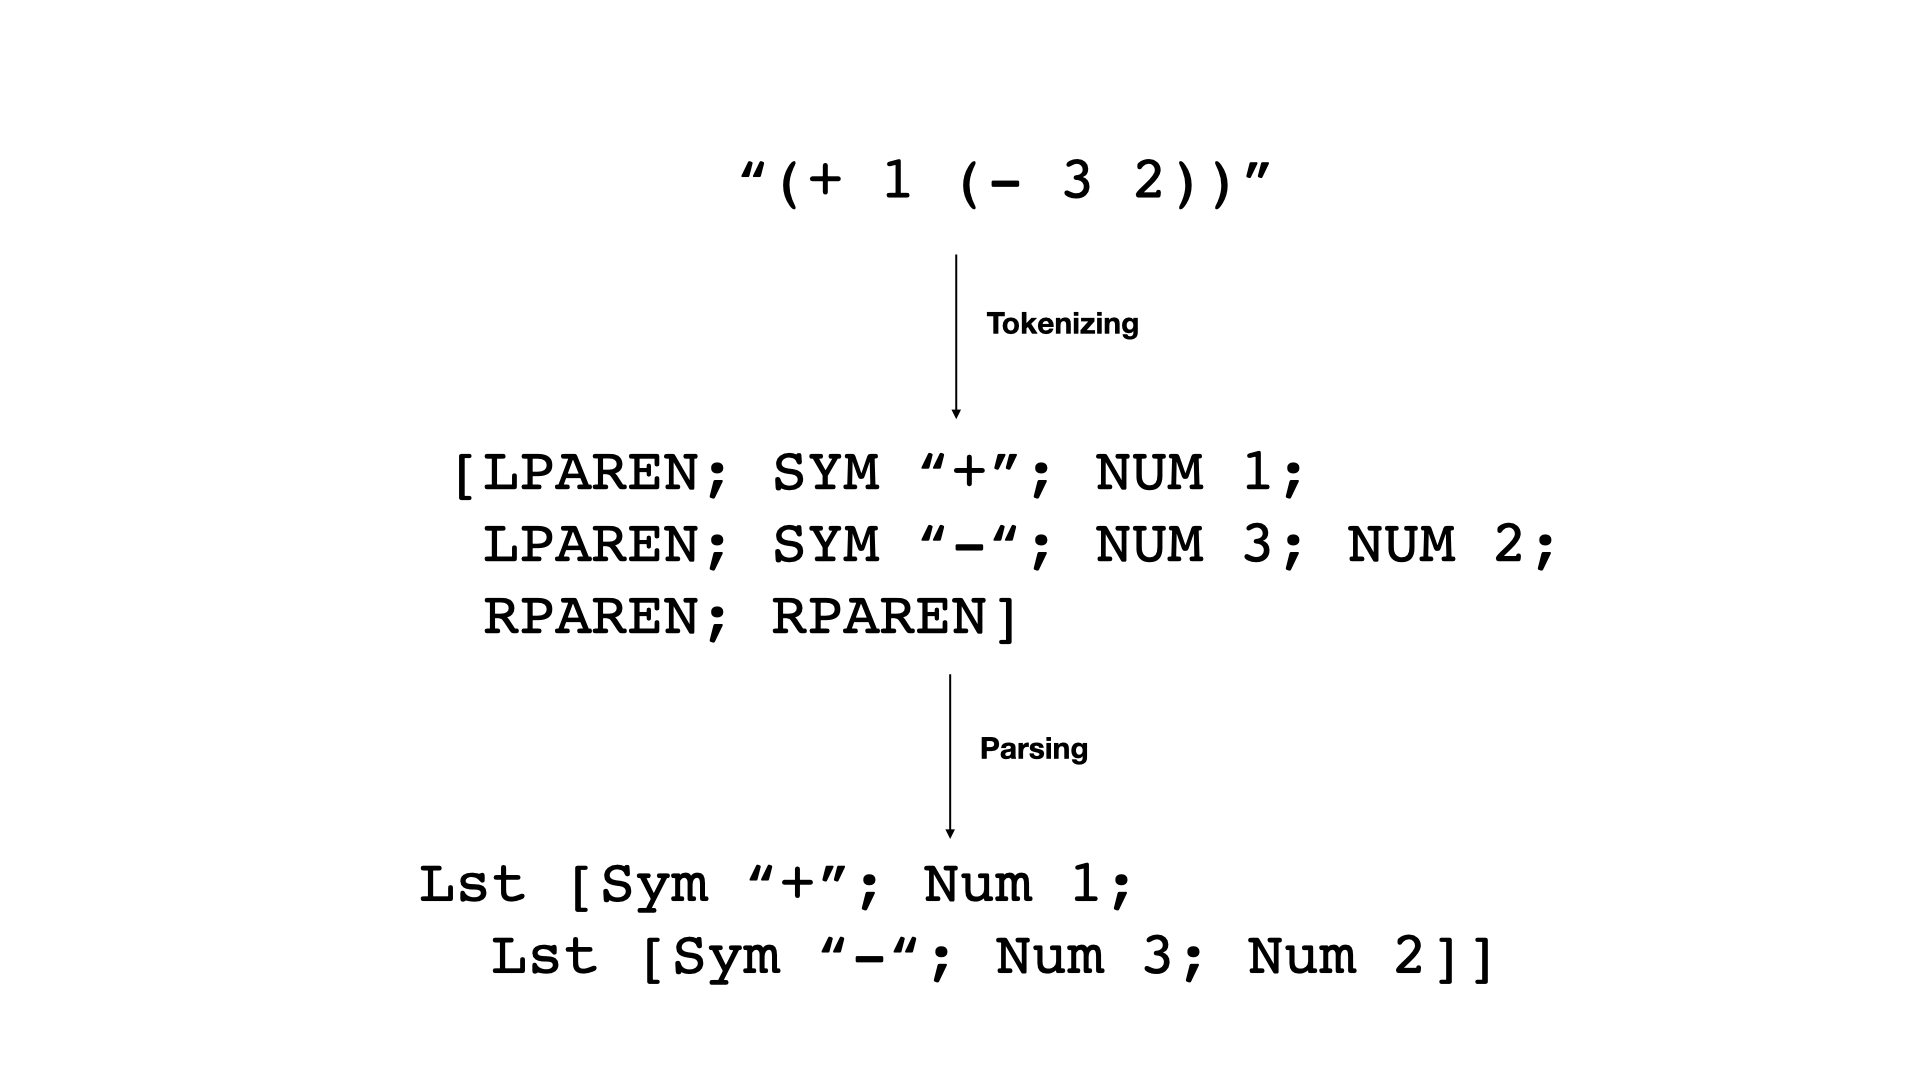 “(+ 1 (- 3 2))”
Tokenizing
[LPAREN; SYM “+”; NUM 1;
LPAREN; SYM “-“; NUM 3; NUM 2;
RPAREN; RPAREN]
Parsing
Lst [Sym “+”; Num 1;
Lst [Sym “-“; Num 3; Num 2]]